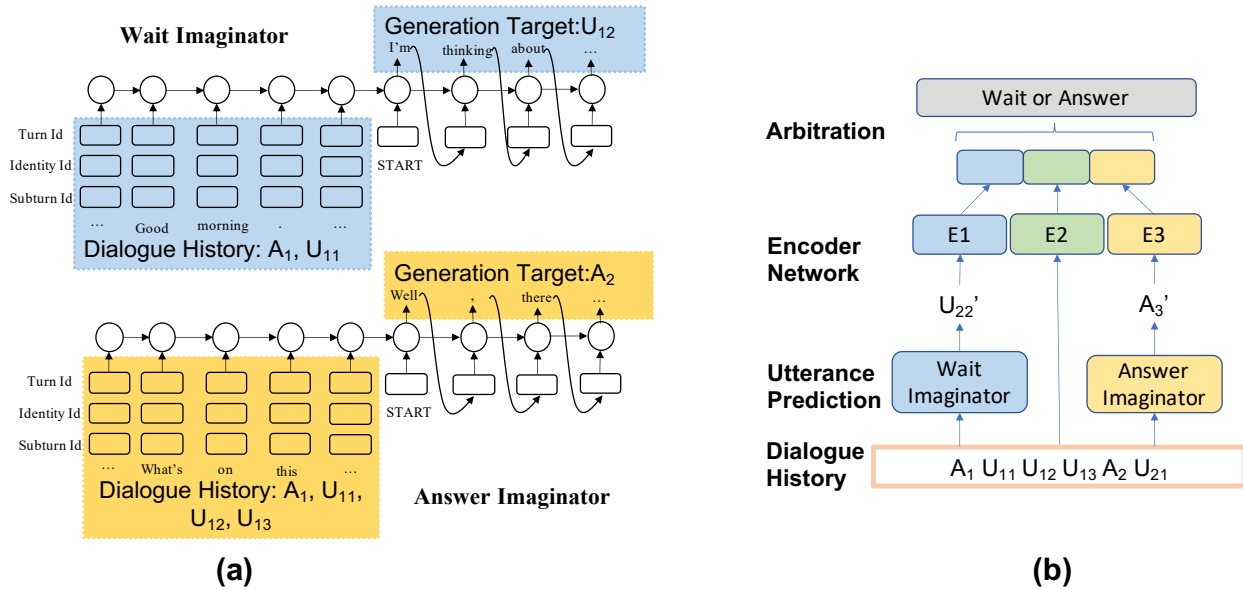 Wait Imaginator
Generation Target:U₁₂
I'm thinking about ...
Turn Id
Identity Id
START
Subturn Id
... Good morning . ...
Dialogue History: A₁, U₁₁
Generation Target:A₂
Well , there ...
Turn Id
Identity Id
START
Subturn Id
... What's on this ...
Dialogue History: A₁, U₁₁,
U₁₂, U₁₃
Answer Imaginator
(a)
Wait or Answer
Arbitration
E1 E2 E3
Encoder
Network
U₂₂’ A₃’
Utterance
Prediction
Wait
Imaginator
Answer
Imaginator
Dialogue
History
A₁ U₁₁ U₁₂ U₁₃ A₂ U₂₁
(b)